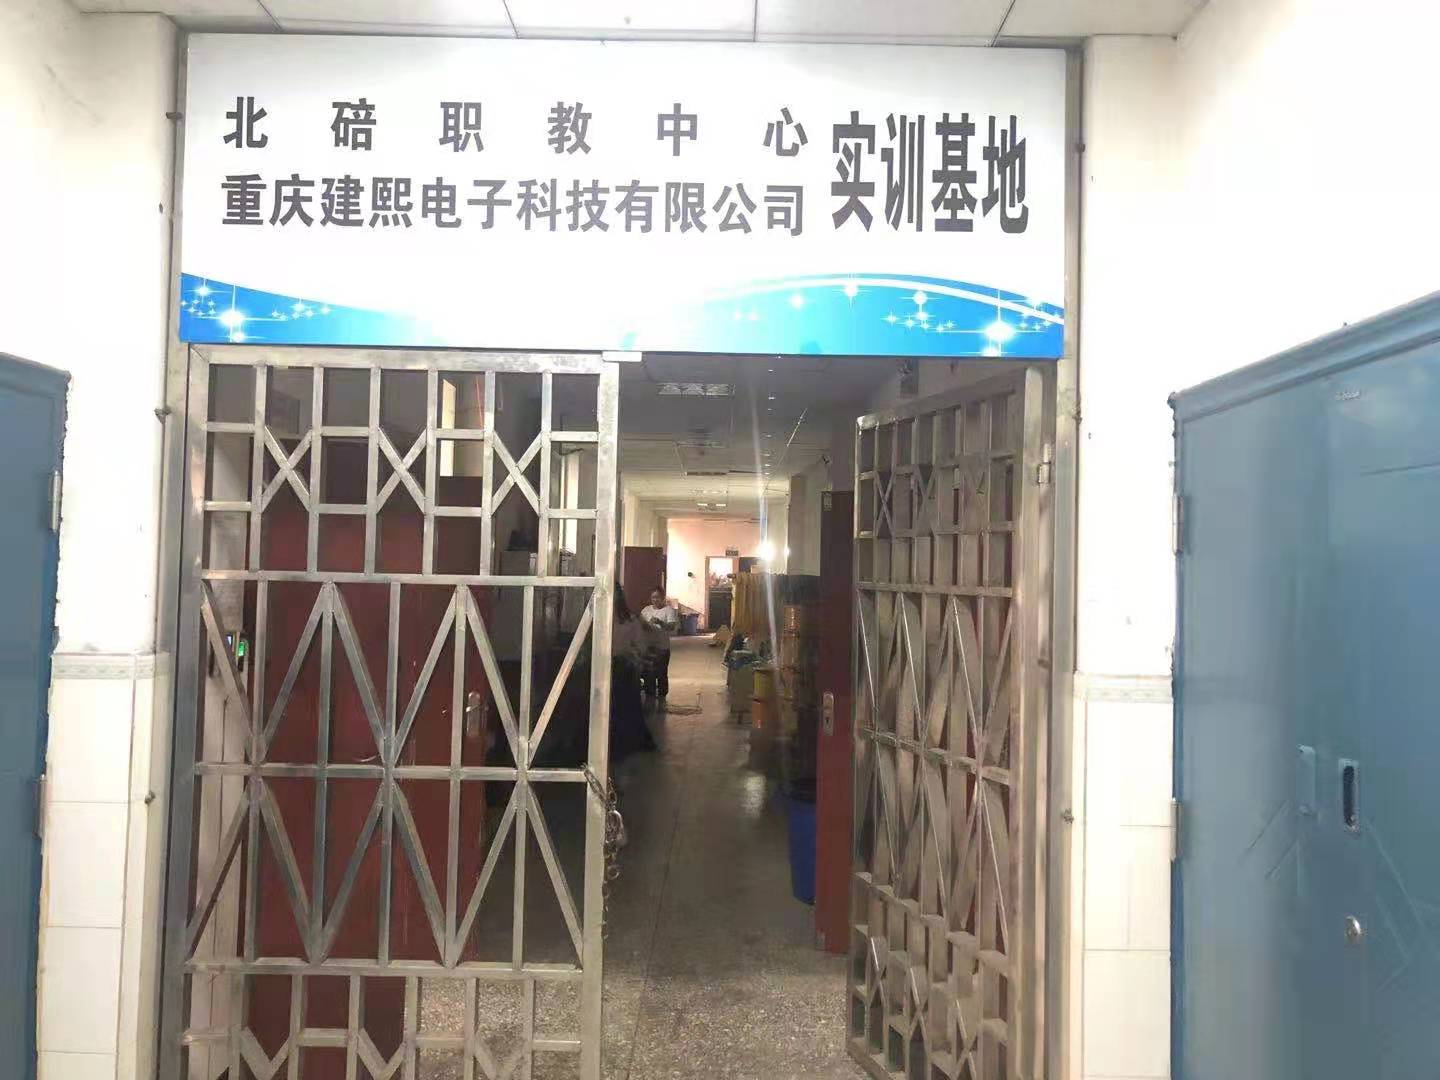 北碚职教中心
重庆建熙电子科技有限公司
实训基地